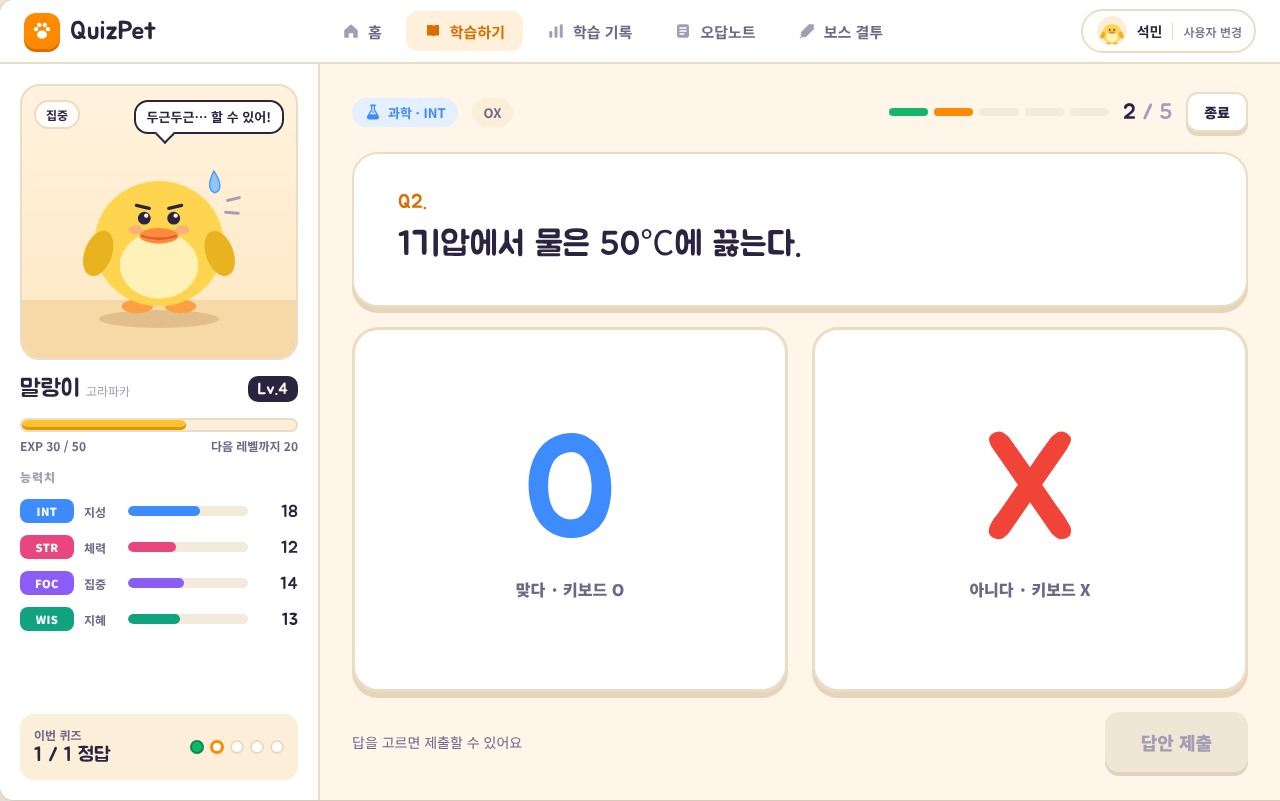 QuizPet
홈
학습하기
학습 기록
오답노트
보스 결투
석민
사용자 변경
집중
두근두근… 할 수 있어!
말랑이 고라파카
Lv.4
EXP 30 / 50
다음 레벨까지 20
능력치
INT 지성 18
STR 체력 12
FOC 집중 14
WIS 지혜 13
이번 퀴즈
1 / 1 정답
과학 · INT
OX
2 / 5
종료
Q2.
1기압에서 물은 50℃에 끓는다.
O
맞다 · 키보드 O
X
아니다 · 키보드 X
답을 고르면 제출할 수 있어요
답안 제출